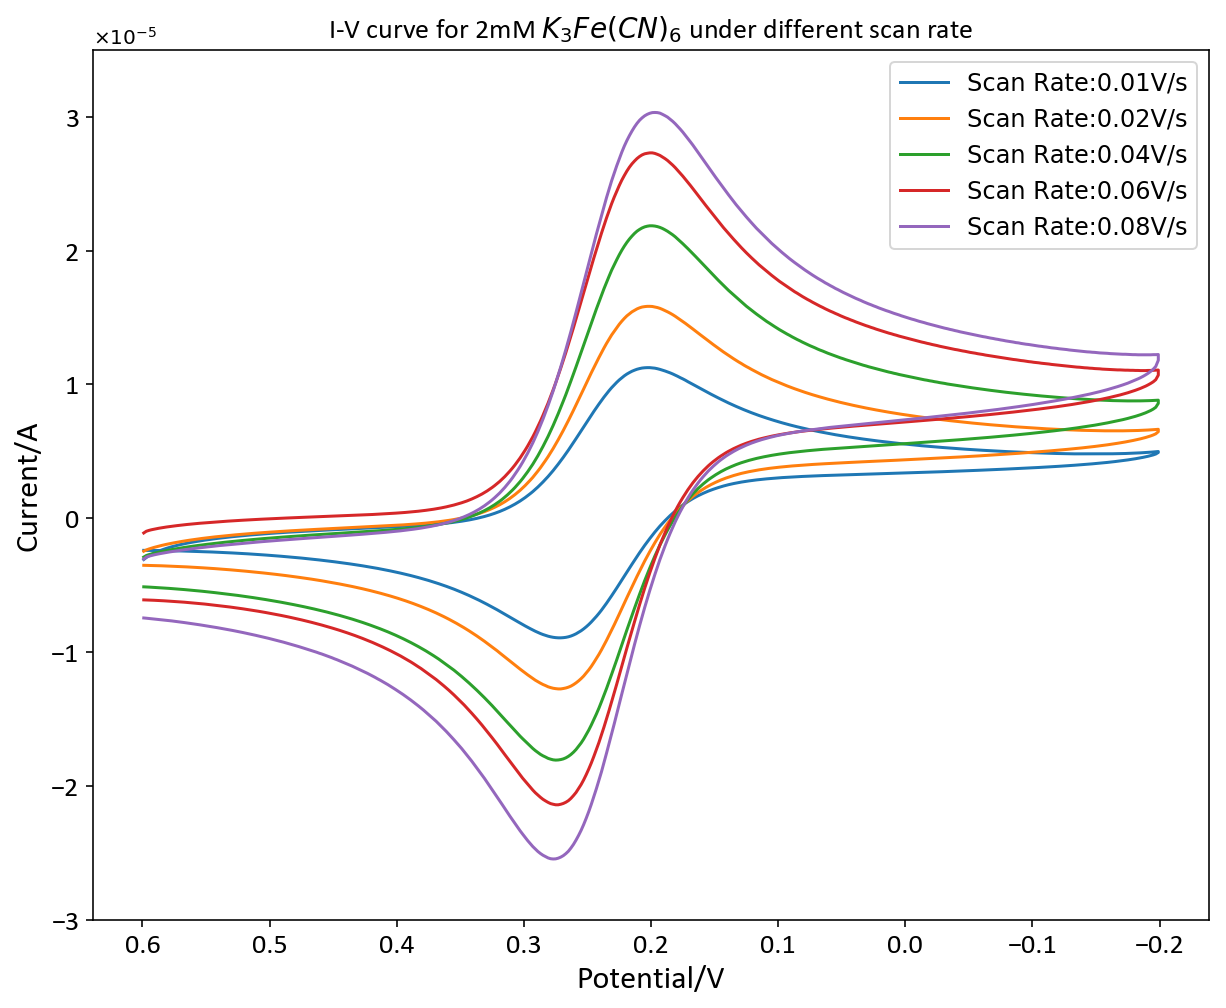 I-V curve for 2mM K₃Fe(CN)₆ under different scan rate
×10⁻⁵
Scan Rate:0.01V/s
Scan Rate:0.02V/s
Scan Rate:0.04V/s
Scan Rate:0.06V/s
Scan Rate:0.08V/s
3
2
1
0
−1
−2
−3
Current/A
0.6 0.5 0.4 0.3 0.2 0.1 0.0 −0.1 −0.2
Potential/V